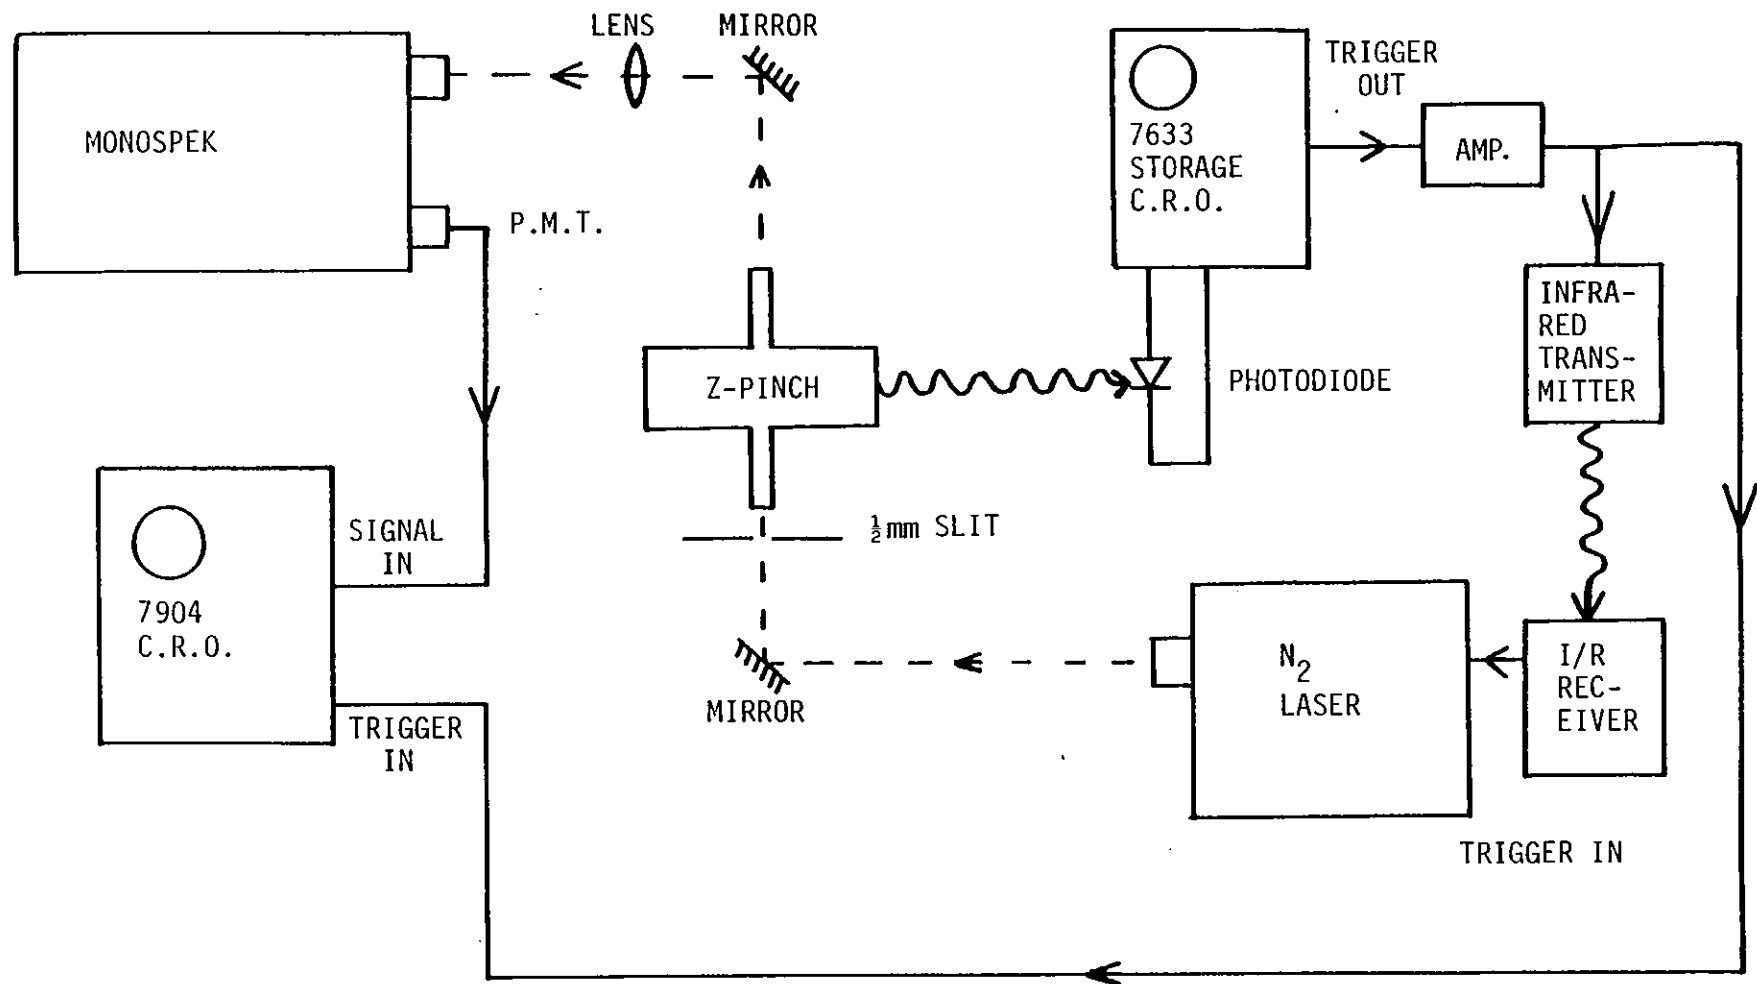 LENS
MIRROR
MONOSPEK
P.M.T.
7633
STORAGE
C.R.O.
TRIGGER
OUT
AMP.
INFRA-
RED
TRANS-
MITTER
Z-PINCH
PHOTODIODE
½mm SLIT
SIGNAL
IN
7904
C.R.O.
TRIGGER
IN
MIRROR
N₂
LASER
I/R
REC-
EIVER
TRIGGER IN